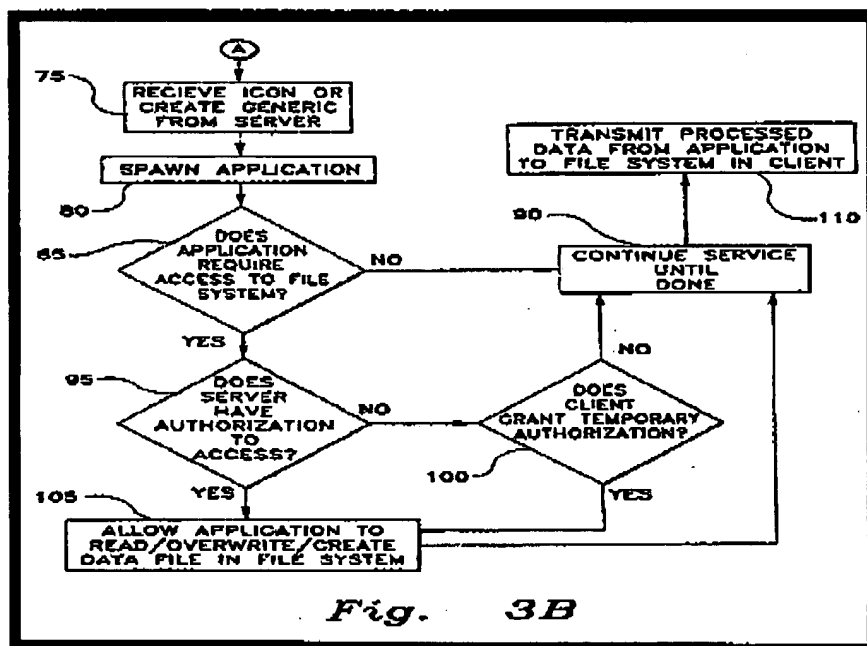 A
75
RECIEVE ICON OR
CREATE GENERIC
FROM SERVER
SPAWN APPLICATION
80
85
DOES
APPLICATION
REQUIRE
ACCESS TO FILE
SYSTEM?
NO
YES
TRANSMIT PROCESSED
DATA FROM APPLICATION
TO FILE SYSTEM IN CLIENT
110
90
CONTINUE SERVICE
UNTIL
DONE
95
DOES
SERVER
HAVE
AUTHORIZATION
TO
ACCESS?
NO
YES
NO
DOES
CLIENT
GRANT TEMPORARY
AUTHORIZATION?
100
YES
105
ALLOW APPLICATION TO
READ/OVERWRITE/CREATE
DATA FILE IN FILE SYSTEM
Fig. 3B